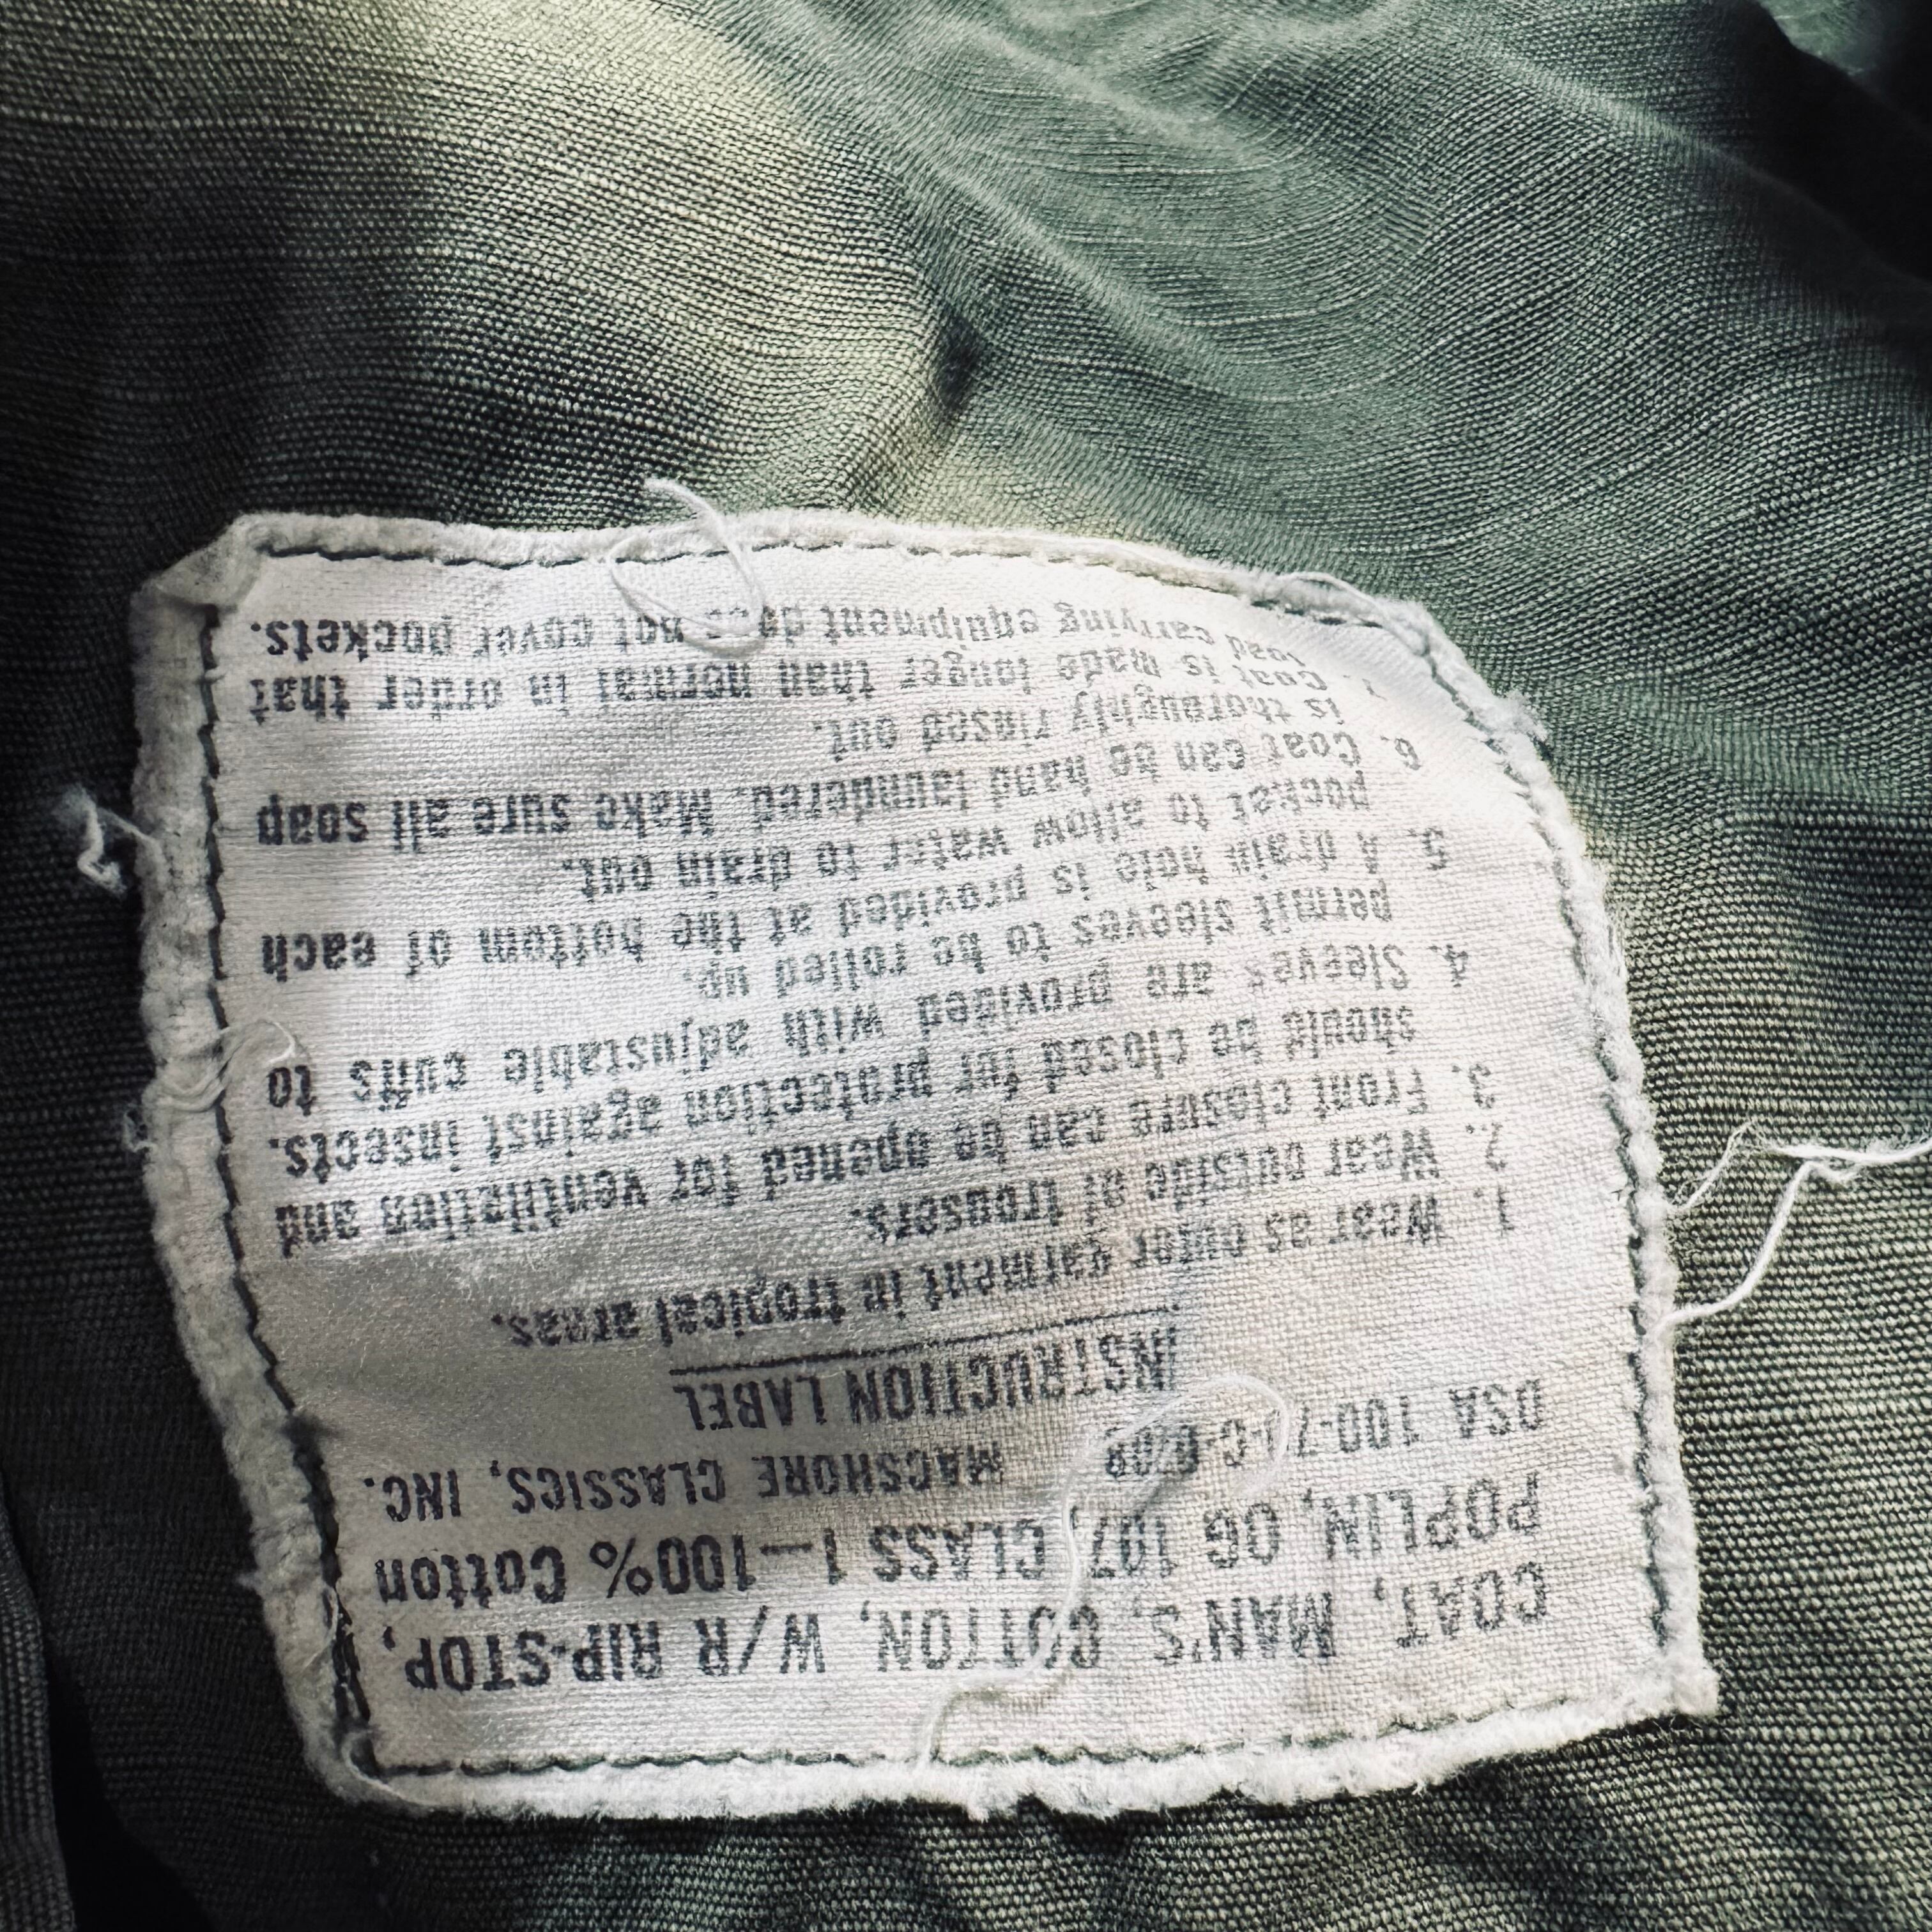 COAT, MAN'S, COTTON, W/R RIP-STOP,
POPLIN, OG 107, CLASS 1—100% Cotton
DSA 100-71-C- MACSHORE CLASSICS, INC.
INSTRUCTION LABEL
1. Wear as outer garment in tropical areas.
2. Wear outside of trousers.
3. Front closure can be opened for ventilation and
should be closed for protection against insects.
4. Sleeves are provided with adjustable cuffs to
permit sleeves to be rolled up.
5. A drain hole is provided at the bottom of each
pocket to allow water to drain out.
6. Coat can be hand laundered. Make sure all soap
is thoroughly rinsed out.
7. Coat is made longer than normal in order that
load carrying equipment does not cover pockets.